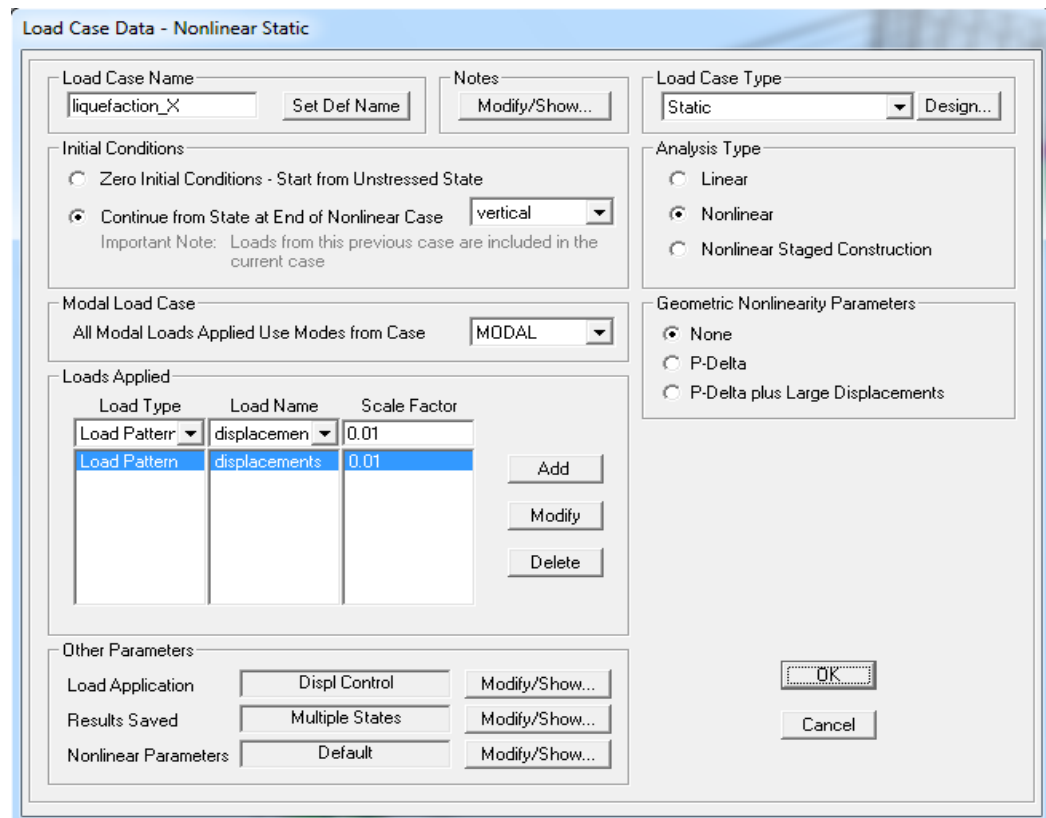 Load Case Data - Nonlinear Static
Load Case Name
liquefaction_X
Set Def Name
Notes
Modify/Show...
Load Case Type
Static
Design...
Initial Conditions
Zero Initial Conditions - Start from Unstressed State
Continue from State at End of Nonlinear Case
vertical
Important Note: Loads from this previous case are included in the
current case
Analysis Type
Linear
Nonlinear
Nonlinear Staged Construction
Modal Load Case
All Modal Loads Applied Use Modes from Case
MODAL
Geometric Nonlinearity Parameters
None
P-Delta
P-Delta plus Large Displacements
Loads Applied
Load Type Load Name Scale Factor
Load Pattern displacemen 0.01
Load Pattern displacements 0.01
Add
Modify
Delete
Other Parameters
Load Application Displ Control Modify/Show...
Results Saved Multiple States Modify/Show...
Nonlinear Parameters Default Modify/Show...
OK
Cancel